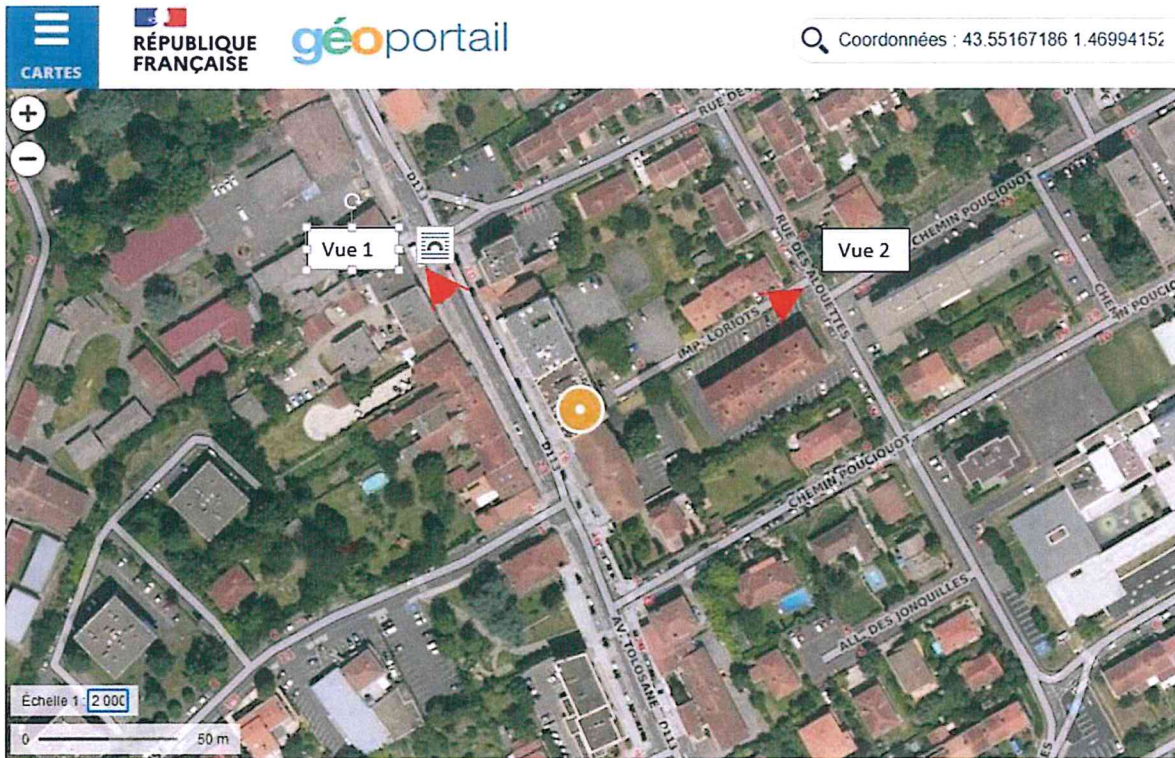 CARTES
RÉPUBLIQUE
FRANÇAISE
géoportail
Coordonnées : 43.55167186 1.46994152
+
−
D113
RUE DES
Vue 1
Vue 2
CHEMIN POUCIQUOT
RUE DES ALOUETTES
IMP. LORIOTS
D113
CHEMIN POUCIQUOT
ALL. DES JONQUILLES
AV. TOLOSANE
D113
Échelle 1 : 2 000
0
50 m